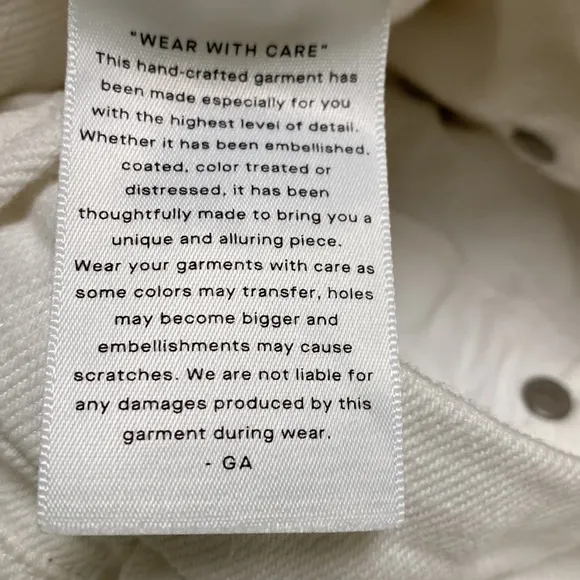 "WEAR WITH CARE"
This hand-crafted garment has
been made especially for you
with the highest level of detail.
Whether it has been embellished,
coated, color treated or
distressed, it has been
thoughtfully made to bring you a
unique and alluring piece.
Wear your garments with care as
some colors may transfer, holes
may become bigger and
embellishments may cause
scratches. We are not liable for
any damages produced by this
garment during wear.
- GA